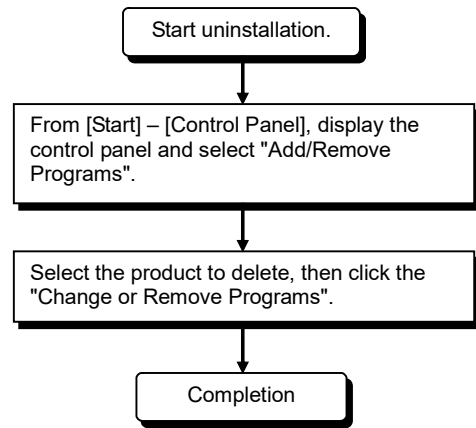 Start uninstallation.
From [Start] – [Control Panel], display the
control panel and select "Add/Remove
Programs".
Select the product to delete, then click the
"Change or Remove Programs".
Completion